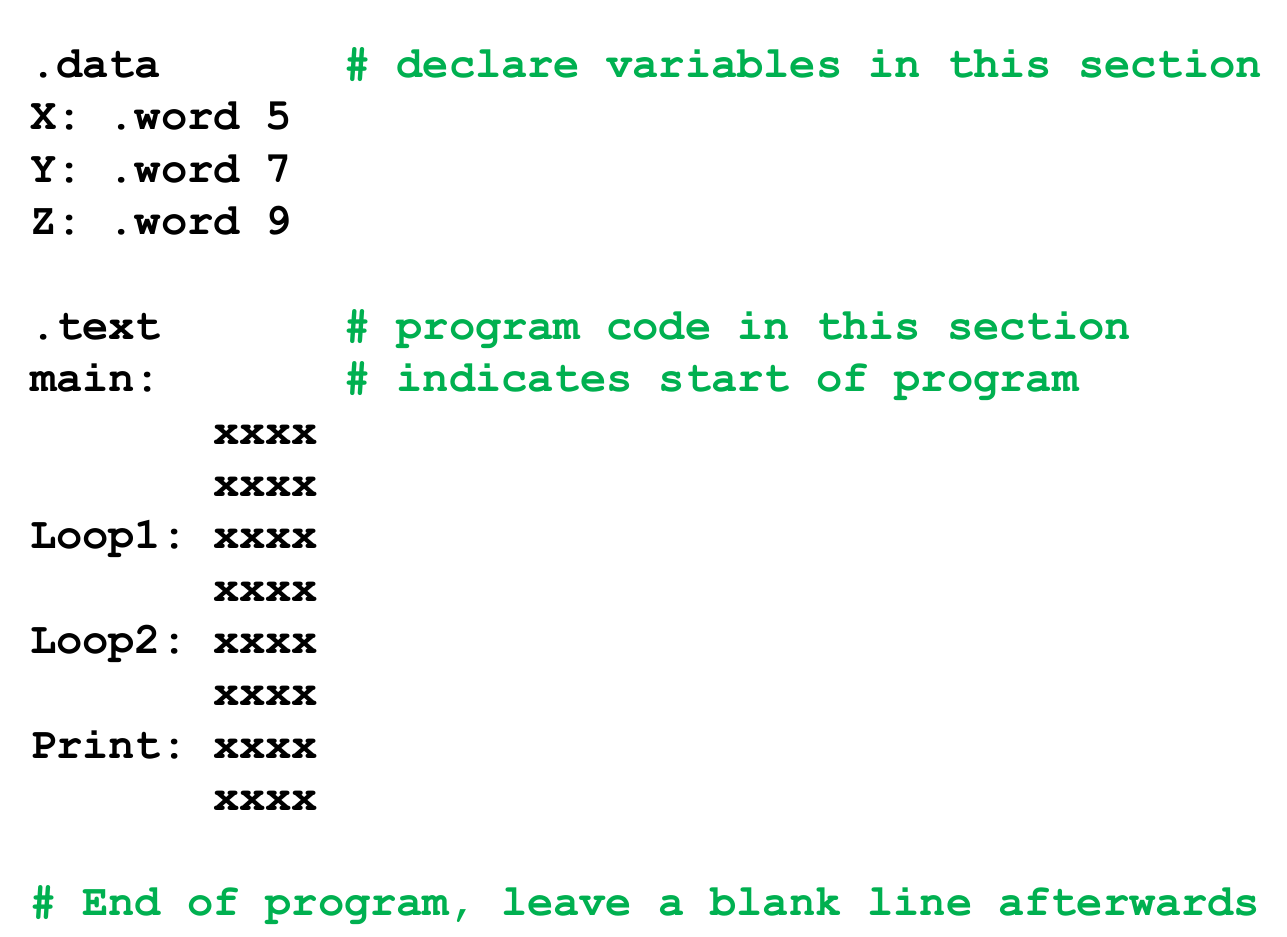 .data # declare variables in this section
X: .word 5
Y: .word 7
Z: .word 9
.text # program code in this section
main: # indicates start of program
xxxx
xxxx
Loop1: xxxx
xxxx
Loop2: xxxx
xxxx
Print: xxxx
xxxx
# End of program, leave a blank line afterwards